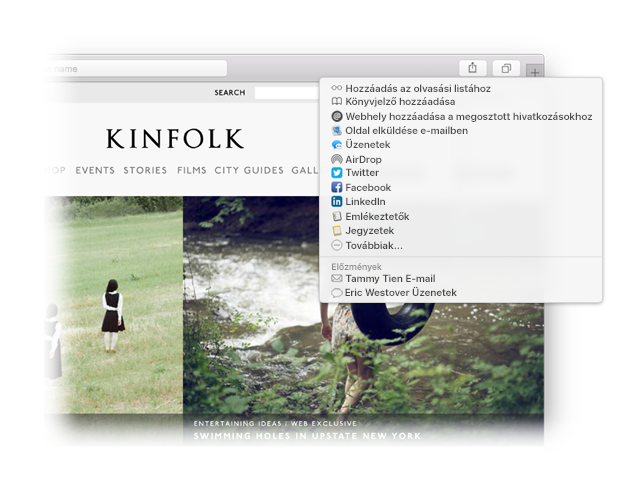 name
SEARCH
KINFOLK
OP EVENTS STORIES FILMS CITY GUIDES GALL
Hozzáadás az olvasási listához
Könyvjelző hozzáadása
Webhely hozzáadása a megosztott hivatkozásokhoz
Oldal elküldése e-mailben
Üzenetek
AirDrop
Twitter
Facebook
LinkedIn
Emlékeztetők
Jegyzetek
Továbbiak...
Előzmények
Tammy Tien E-mail
Eric Westover Üzenetek
ENTERTAINING IDEAS / WEB EXCLUSIVE
SWIMMING HOLES IN UPSTATE NEW YORK